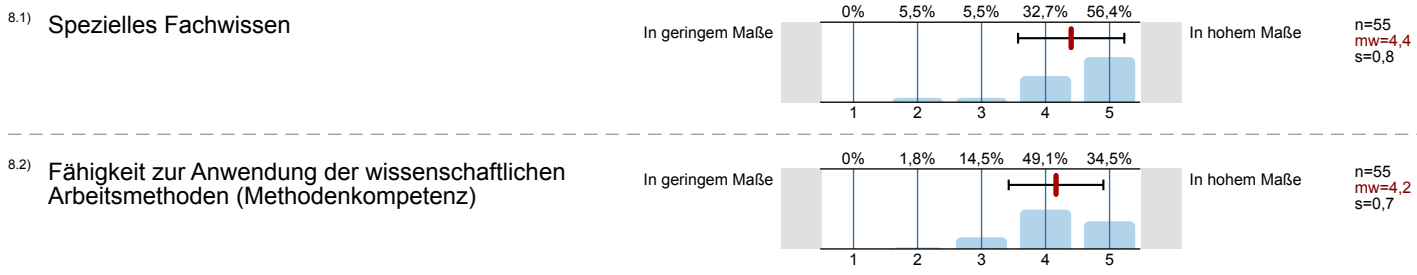 8.1) Spezielles Fachwissen
In geringem Maße
0% 5,5% 5,5% 32,7% 56,4%
1 2 3 4 5
In hohem Maße
n=55
mw=4,4
s=0,8
8.2) Fähigkeit zur Anwendung der wissenschaftlichen
Arbeitsmethoden (Methodenkompetenz)
In geringem Maße
0% 1,8% 14,5% 49,1% 34,5%
1 2 3 4 5
In hohem Maße
n=55
mw=4,2
s=0,7